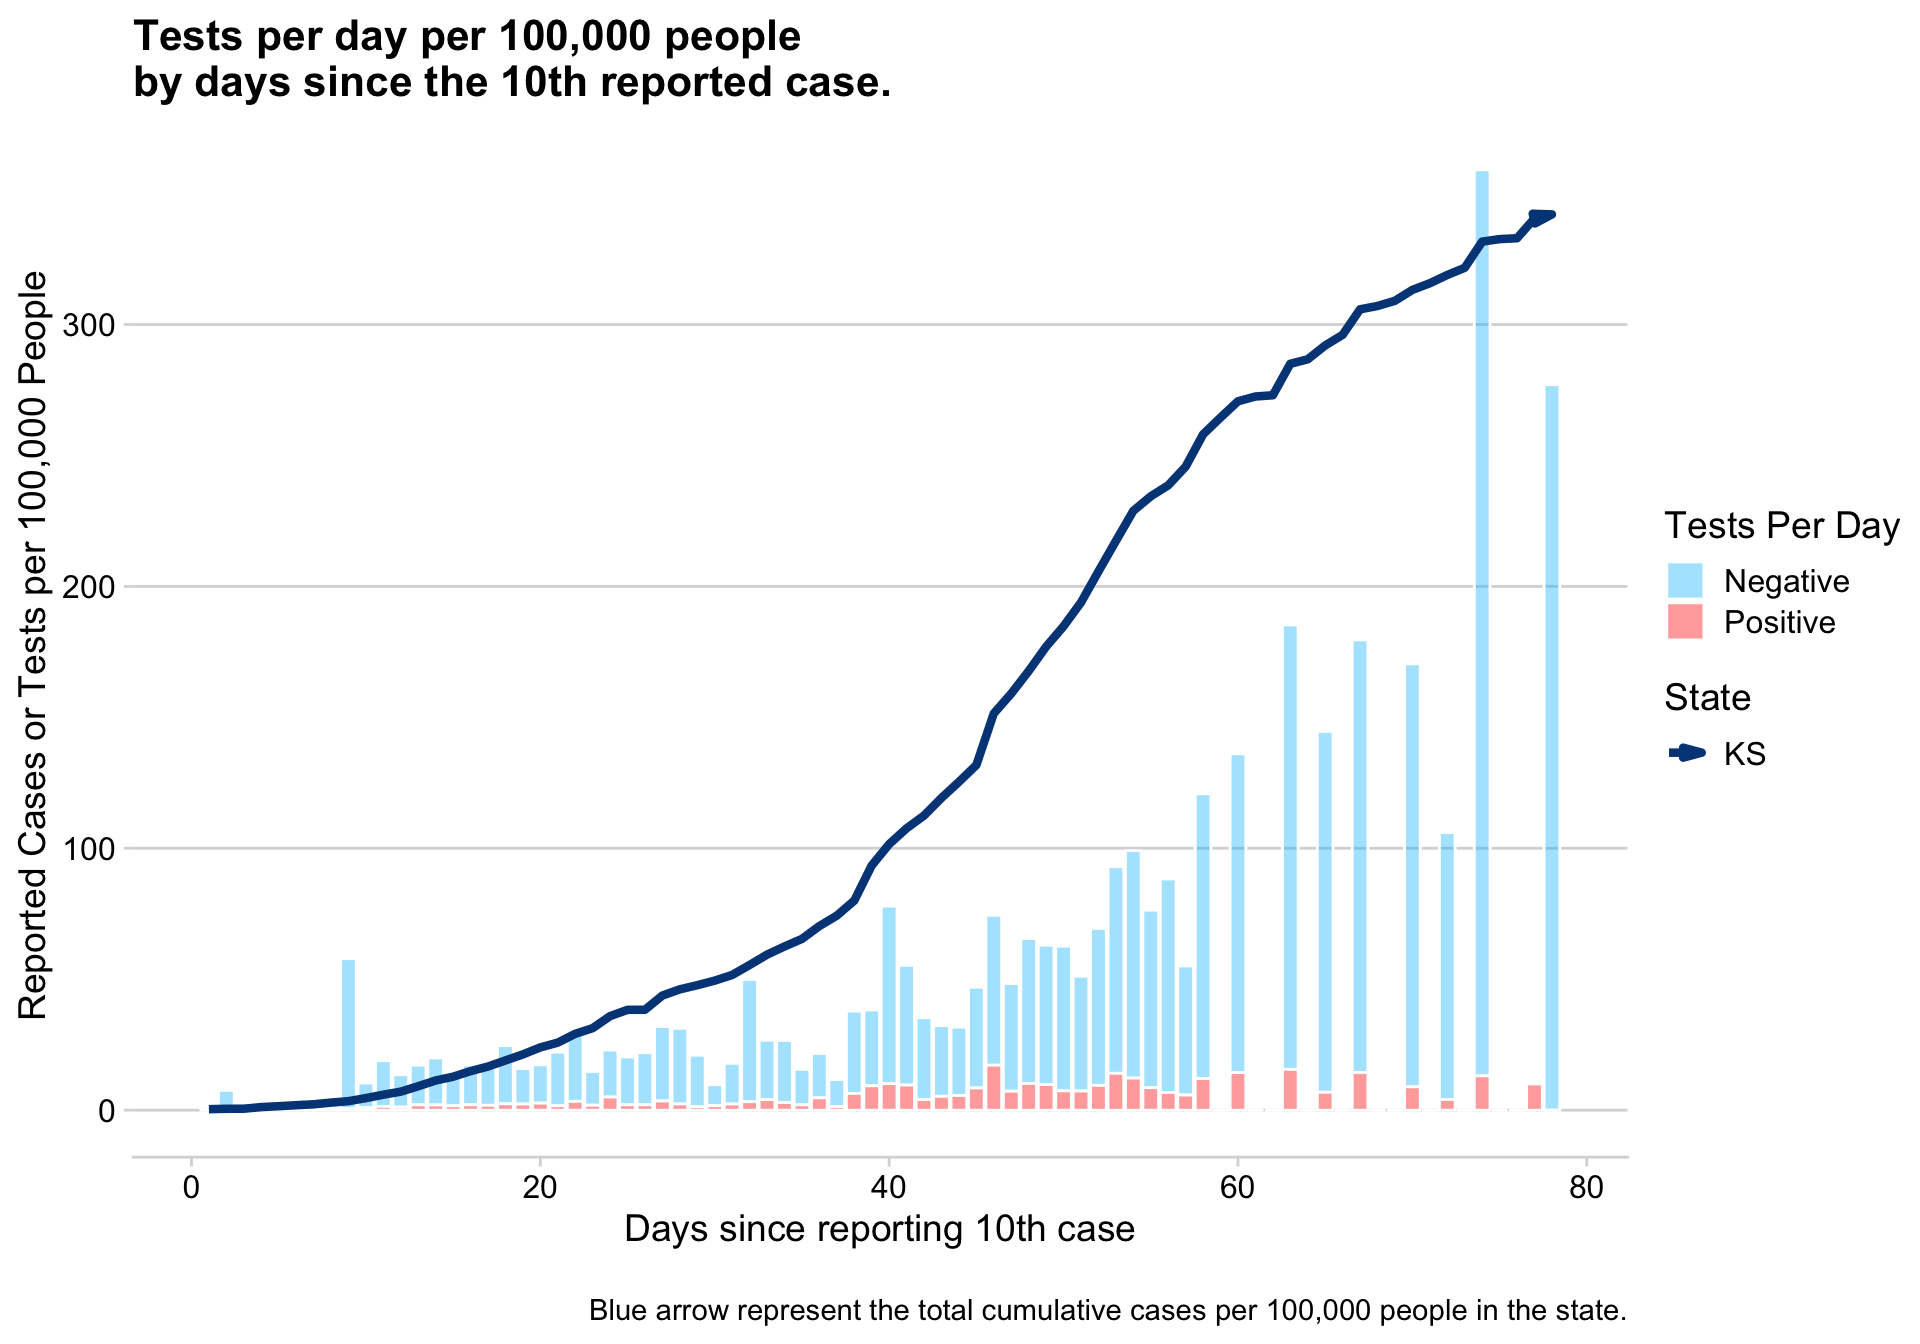 Tests per day per 100,000 people
by days since the 10th reported case.
Reported Cases or Tests per 100,000 People
300
200
100
0
0
20
40
60
80
Days since reporting 10th case
Tests Per Day
Negative
Positive
State
KS
Blue arrow represent the total cumulative cases per 100,000 people in the state.